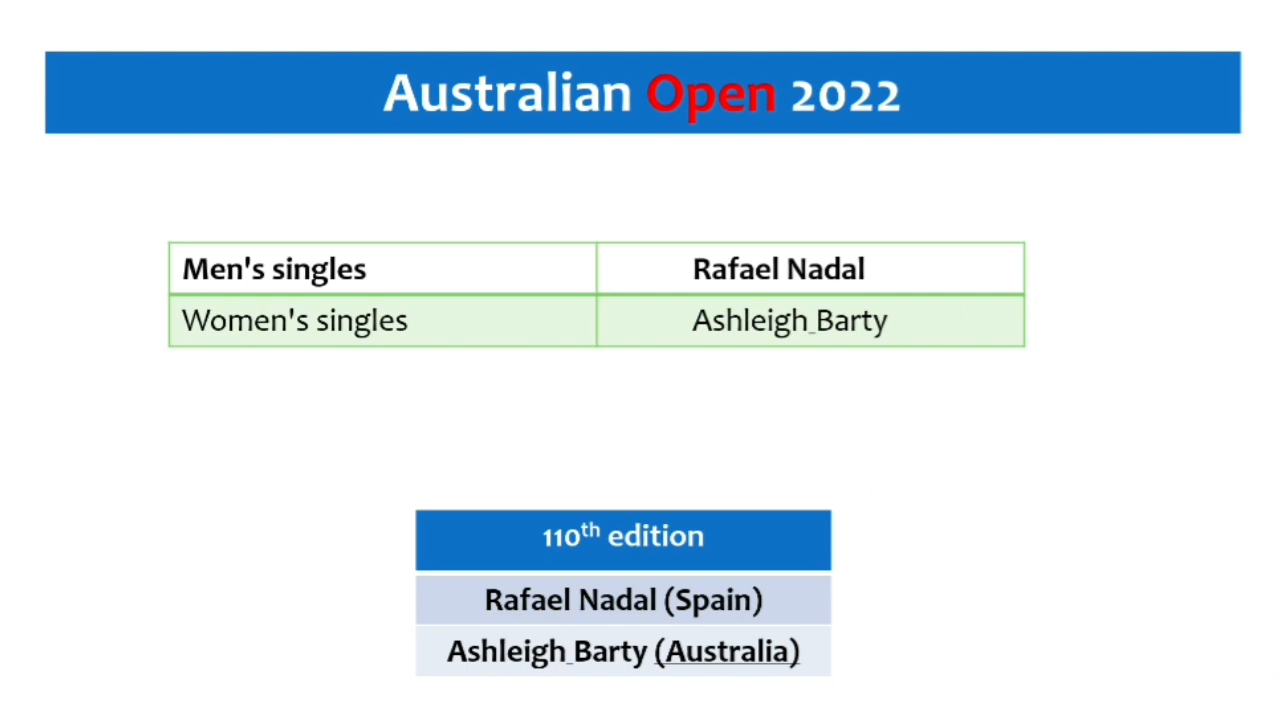 Australian Open 2022
Men's singles Rafael Nadal
Women's singles Ashleigh Barty
110th edition
Rafael Nadal (Spain)
Ashleigh Barty (Australia)